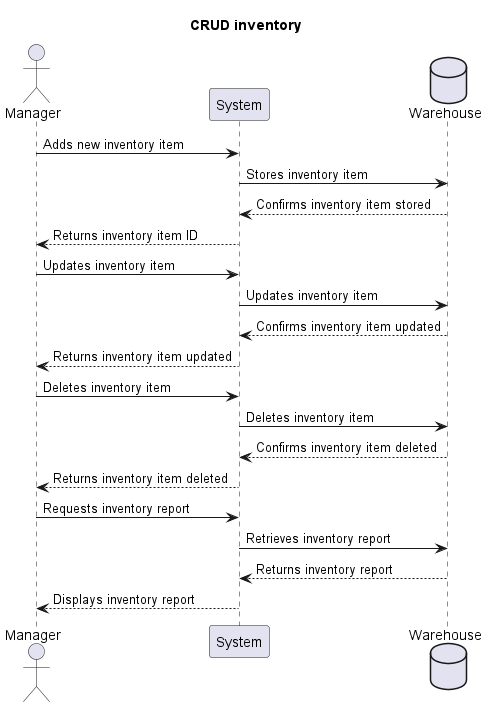 CRUD inventory
Manager
System
Warehouse
Adds new inventory item
Stores inventory item
Confirms inventory item stored
Returns inventory item ID
Updates inventory item
Updates inventory item
Confirms inventory item updated
Returns inventory item updated
Deletes inventory item
Deletes inventory item
Confirms inventory item deleted
Returns inventory item deleted
Requests inventory report
Retrieves inventory report
Returns inventory report
Displays inventory report
Manager
System
Warehouse